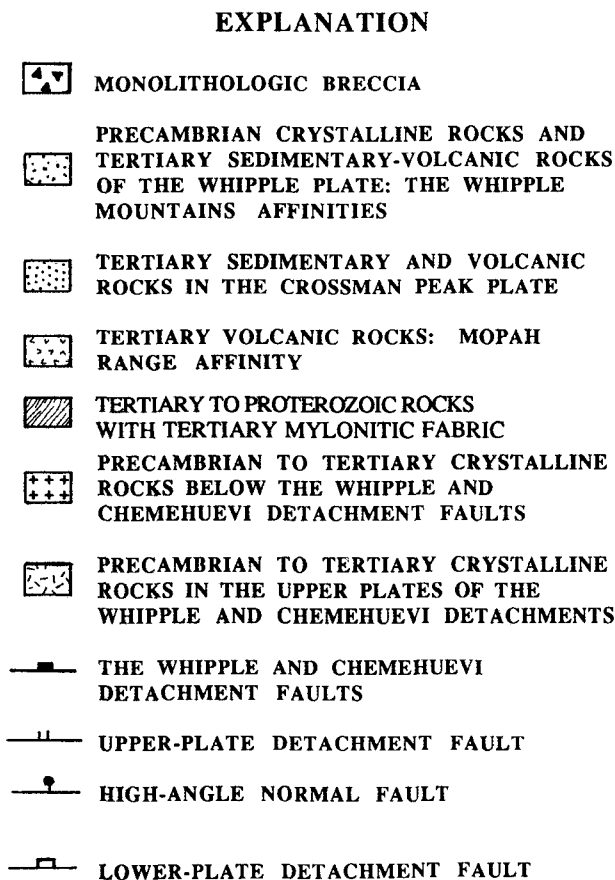 EXPLANATION
MONOLITHOLOGIC BRECCIA
PRECAMBRIAN CRYSTALLINE ROCKS AND
TERTIARY SEDIMENTARY-VOLCANIC ROCKS
OF THE WHIPPLE PLATE: THE WHIPPLE
MOUNTAINS AFFINITIES
TERTIARY SEDIMENTARY AND VOLCANIC
ROCKS IN THE CROSSMAN PEAK PLATE
TERTIARY VOLCANIC ROCKS: MOPAH
RANGE AFFINITY
TERTIARY TO PROTEROZOIC ROCKS
WITH TERTIARY MYLONITIC FABRIC
PRECAMBRIAN TO TERTIARY CRYSTALLINE
ROCKS BELOW THE WHIPPLE AND
CHEMEHUEVI DETACHMENT FAULTS
PRECAMBRIAN TO TERTIARY CRYSTALLINE
ROCKS IN THE UPPER PLATES OF THE
WHIPPLE AND CHEMEHUEVI DETACHMENTS
THE WHIPPLE AND CHEMEHUEVI
DETACHMENT FAULTS
UPPER-PLATE DETACHMENT FAULT
HIGH-ANGLE NORMAL FAULT
LOWER-PLATE DETACHMENT FAULT